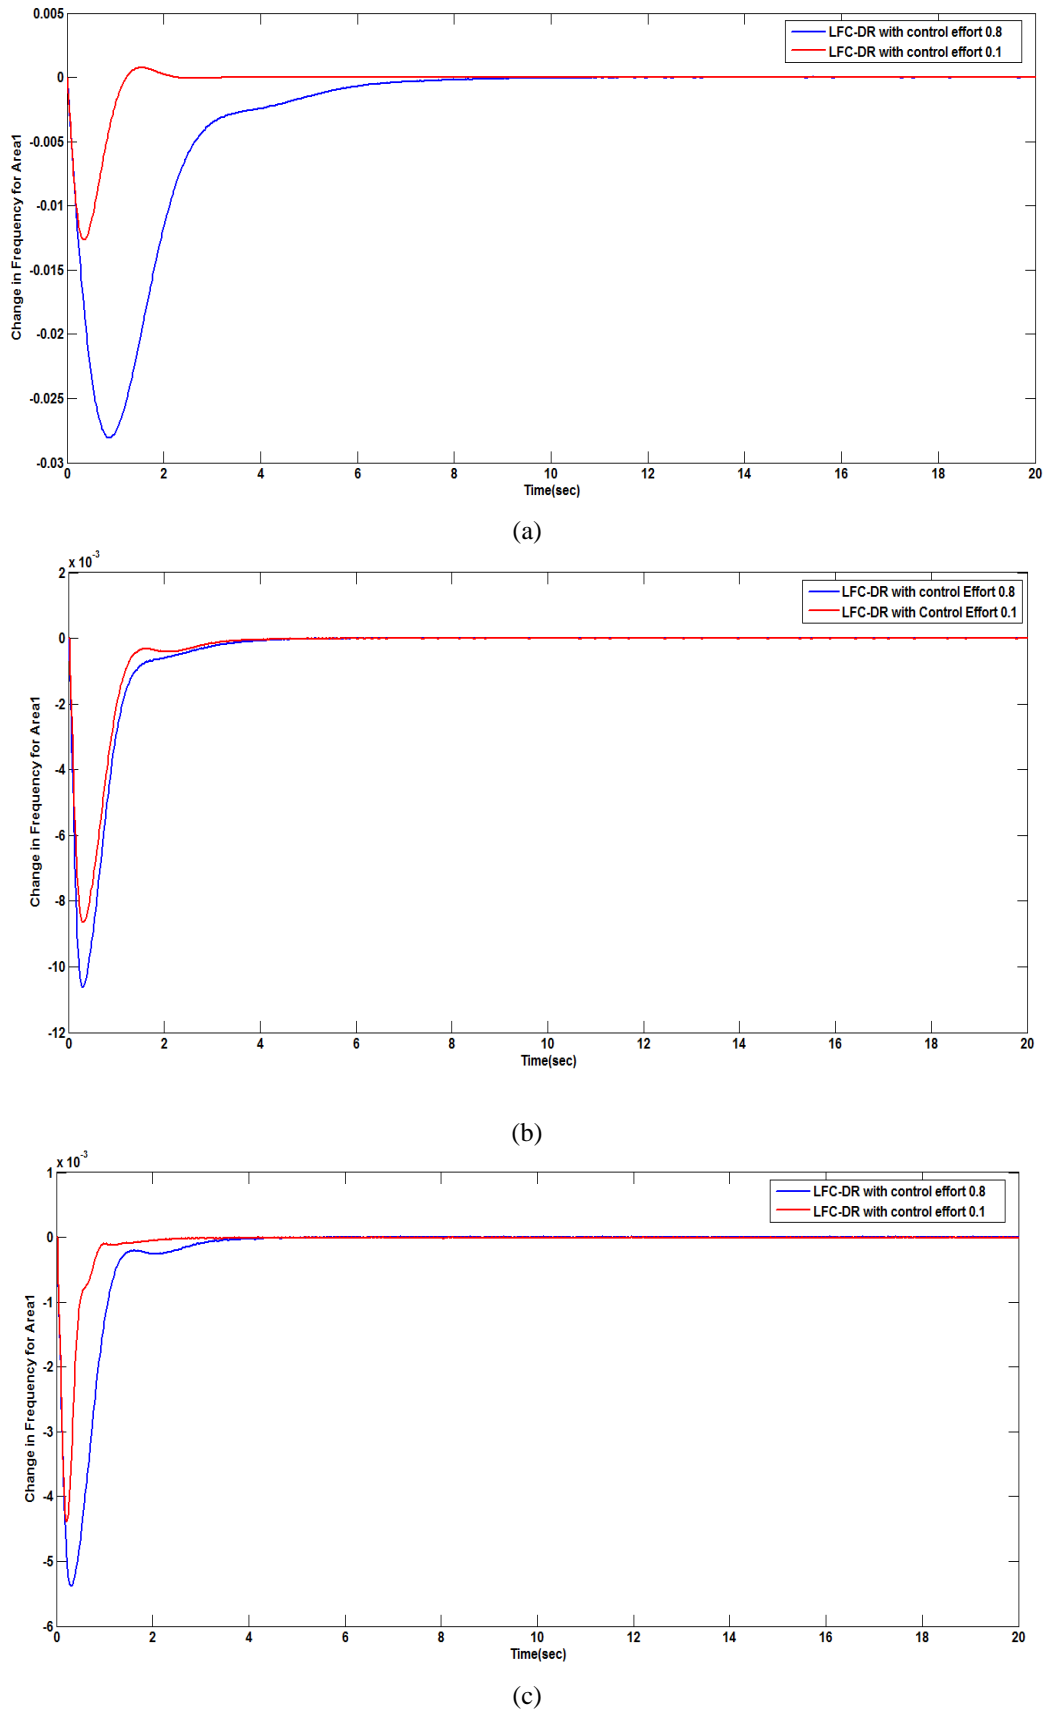 0.005
LFC-DR with control effort 0.8
LFC-DR with control effort 0.1
0
-0.005
-0.01
-0.015
-0.02
-0.025
-0.03
Change in Frequency for Area1
0 2 4 6 8 10 12 14 16 18 20
Time(sec)
(a)
x 10^-3
2
LFC-DR with control Effort 0.8
LFC-DR with Control Effort 0.1
0
-2
-4
-6
-8
-10
-12
Change in Frequency for Area1
0 2 4 6 8 10 12 14 16 18 20
Time(sec)
(b)
x 10^-3
1
LFC-DR with control effort 0.8
LFC-DR with control effort 0.1
0
-1
-2
-3
-4
-5
-6
Change in Frequency for Area1
0 2 4 6 8 10 12 14 16 18 20
Time(sec)
(c)